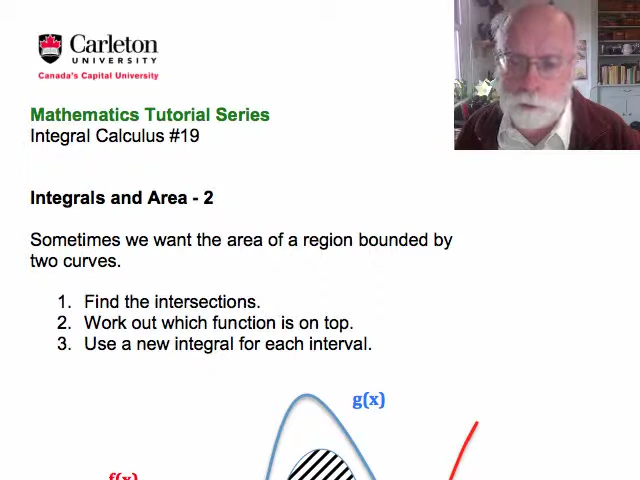 Carleton
UNIVERSITY
Canada's Capital University
Mathematics Tutorial Series
Integral Calculus #19
Integrals and Area - 2
Sometimes we want the area of a region bounded by
two curves.
1. Find the intersections.
2. Work out which function is on top.
3. Use a new integral for each interval.
g(x)
f(x)